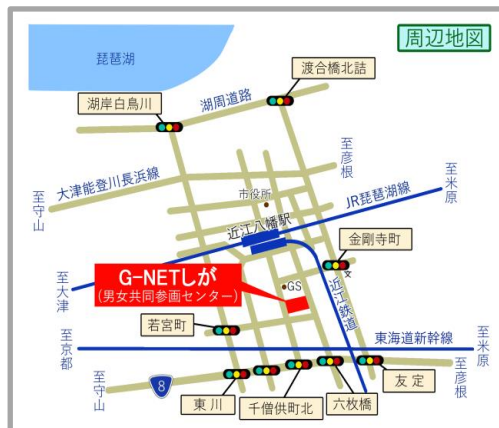 周辺地図
琵琶湖
渡合橋北詰
湖岸白鳥川
湖周道路
至彦根
大津能登川長浜線
至守山
市役所
JR琵琶湖線
至米原
近江八幡駅
金剛寺町
至大津
G-NETしが
(男女共同参画センター)
GS
近江鉄道
若宮町
至京都
東海道新幹線
至米原
至守山
8
東川
千僧供町北
六枚橋
友定
至彦根